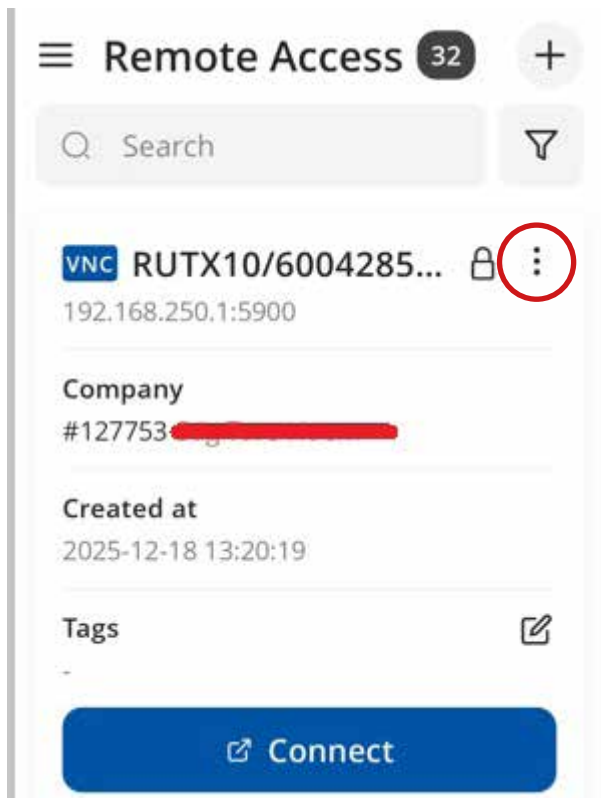 Remote Access 32
Search
VNC RUTX10/6004285...
192.168.250.1:5900
Company
#127753
Created at
2025-12-18 13:20:19
Tags
-
Connect